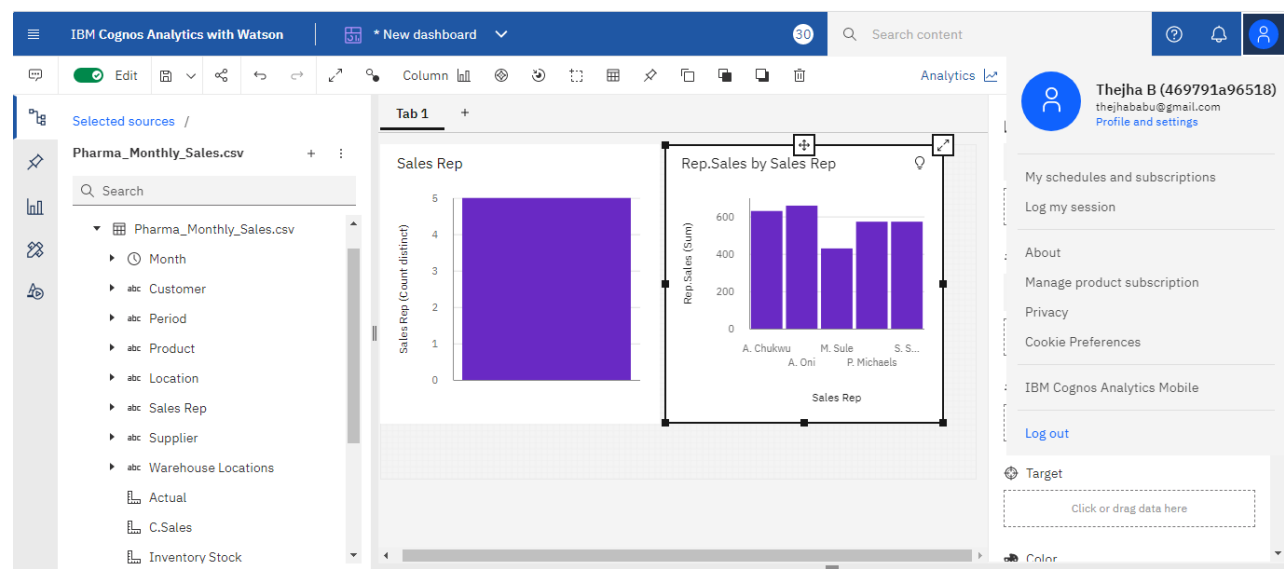 IBM Cognos Analytics with Watson
* New dashboard
30
Search content
Edit
Column
Analytics
Thejha B (469791a96518)
thejhababu@gmail.com
Profile and settings
My schedules and subscriptions
Log my session
About
Manage product subscription
Privacy
Cookie Preferences
IBM Cognos Analytics Mobile
Log out
Selected sources /
Pharma_Monthly_Sales.csv
Search
Pharma_Monthly_Sales.csv
Month
abc Customer
abc Period
abc Product
abc Location
abc Sales Rep
abc Supplier
abc Warehouse Locations
Actual
C.Sales
Inventory Stock
Tab 1
Sales Rep
Sales Rep (Count distinct)
5
4
3
2
1
0
Rep.Sales by Sales Rep
Rep.Sales (Sum)
600
400
200
0
A. Chukwu
A. Oni
M. Sule
P. Michaels
S. S...
Sales Rep
Target
Click or drag data here
Color